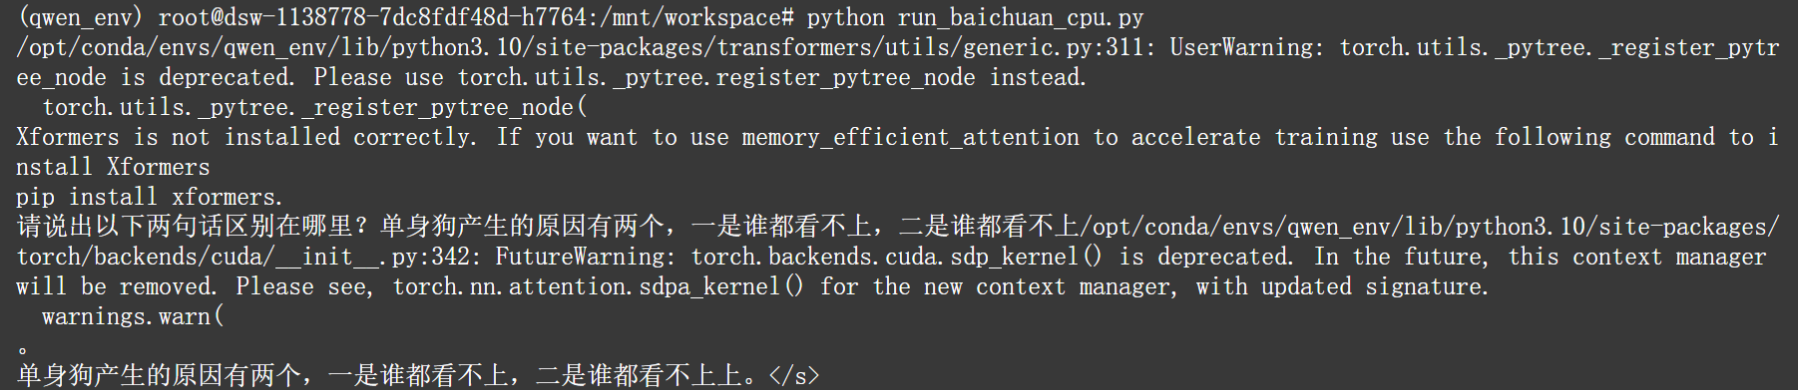 (qwen_env) root@dsw-1138778-7dc8fdf48d-h7764:/mnt/workspace# python run_baichuan_cpu.py
/opt/conda/envs/qwen_env/lib/python3.10/site-packages/transformers/utils/generic.py:311: UserWarning: torch.utils._pytree._register_pytr
ee_node is deprecated. Please use torch.utils._pytree.register_pytree_node instead.
  torch.utils._pytree._register_pytree_node(
Xformers is not installed correctly. If you want to use memory_efficient_attention to accelerate training use the following command to i
nstall Xformers
pip install xformers.
请说出以下两句话区别在哪里？单身狗产生的原因有两个，一是谁都看不上，二是谁都看不上/opt/conda/envs/qwen_env/lib/python3.10/site-packages/
torch/backends/cuda/__init__.py:342: FutureWarning: torch.backends.cuda.sdp_kernel() is deprecated. In the future, this context manager
will be removed. Please see, torch.nn.attention.sdpa_kernel() for the new context manager, with updated signature.
  warnings.warn(
。
单身狗产生的原因有两个，一是谁都看不上，二是谁都看不上上。</s>